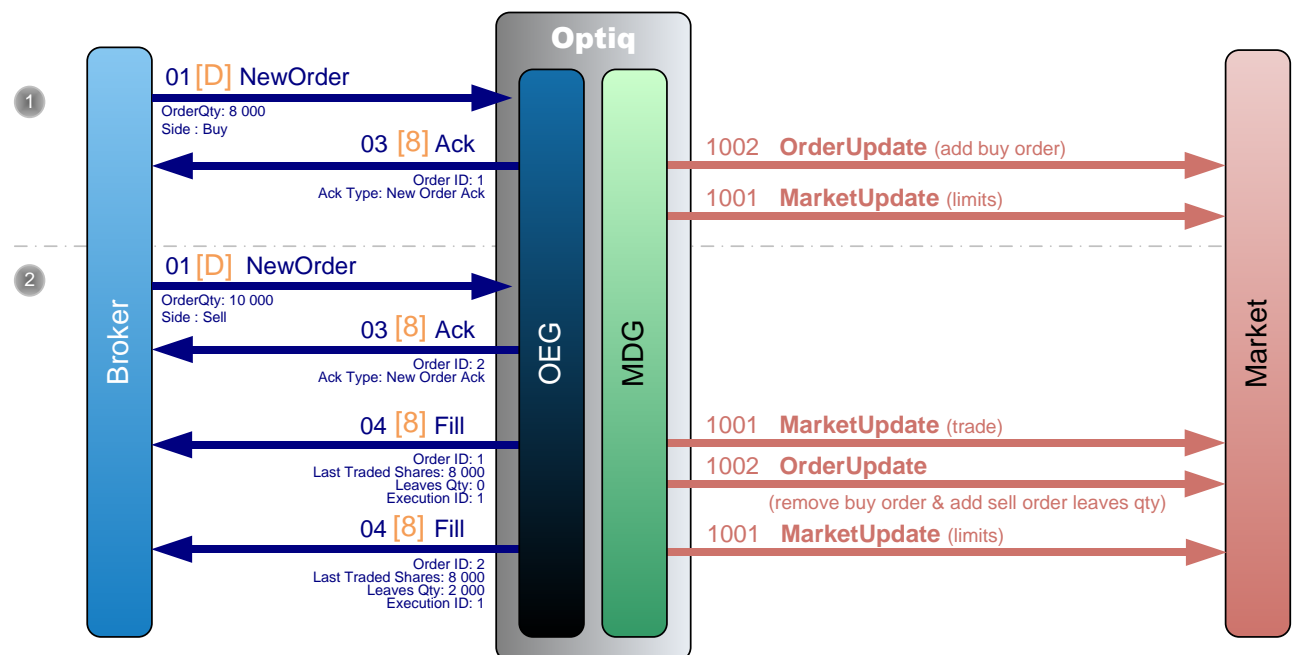 Optiq
1
01 [D] NewOrder
OrderQty: 8 000
Side : Buy
03 [8] Ack
Order ID: 1
Ack Type: New Order Ack
1002 OrderUpdate (add buy order)
1001 MarketUpdate (limits)
2
01 [D] NewOrder
OrderQty: 10 000
Side : Sell
03 [8] Ack
Order ID: 2
Ack Type: New Order Ack
Broker
OEG
MDG
Market
04 [8] Fill
Order ID: 1
Last Traded Shares: 8 000
Leaves Qty: 0
Execution ID: 1
1001 MarketUpdate (trade)
1002 OrderUpdate
(remove buy order & add sell order leaves qty)
04 [8] Fill
Order ID: 2
Last Traded Shares: 8 000
Leaves Qty: 2 000
Execution ID: 1
1001 MarketUpdate (limits)